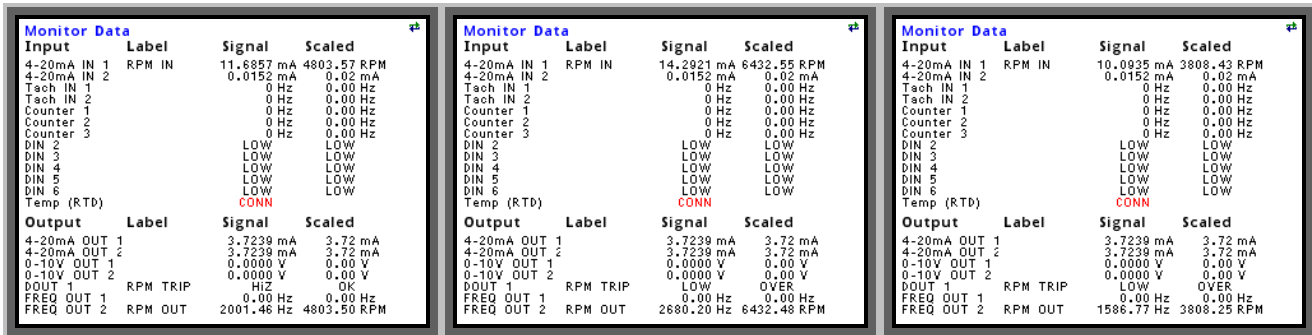 Monitor Data
Input Label Signal Scaled
4-20mA IN 1 RPM IN 11.6857 mA 4803.57 RPM
4-20mA IN 2 0.0152 mA 0.02 mA
Tach IN 1 0 Hz 0.00 Hz
Tach IN 2 0 Hz 0.00 Hz
Counter 1 0 Hz 0.00 Hz
Counter 2 0 Hz 0.00 Hz
Counter 3 0 Hz 0.00 Hz
DIN 2 LOW LOW
DIN 3 LOW LOW
DIN 4 LOW LOW
DIN 5 LOW LOW
DIN 6 LOW LOW
Temp (RTD) CONN
Output Label Signal Scaled
4-20mA OUT 1 3.7239 mA 3.72 mA
4-20mA OUT 2 3.7239 mA 3.72 mA
0-10V OUT 1 0.0000 V 0.00 V
0-10V OUT 2 0.0000 V 0.00 V
DOUT 1 RPM TRIP HiZ OK
FREQ OUT 1 0.00 Hz 0.00 Hz
FREQ OUT 2 RPM OUT 2001.46 Hz 4803.50 RPM
Monitor Data
Input Label Signal Scaled
4-20mA IN 1 RPM IN 14.2921 mA 6432.55 RPM
4-20mA IN 2 0.0152 mA 0.02 mA
Tach IN 1 0 Hz 0.00 Hz
Tach IN 2 0 Hz 0.00 Hz
Counter 1 0 Hz 0.00 Hz
Counter 2 0 Hz 0.00 Hz
Counter 3 0 Hz 0.00 Hz
DIN 2 LOW LOW
DIN 3 LOW LOW
DIN 4 LOW LOW
DIN 5 LOW LOW
DIN 6 LOW LOW
Temp (RTD) CONN
Output Label Signal Scaled
4-20mA OUT 1 3.7239 mA 3.72 mA
4-20mA OUT 2 3.7239 mA 3.72 mA
0-10V OUT 1 0.0000 V 0.00 V
0-10V OUT 2 0.0000 V 0.00 V
DOUT 1 RPM TRIP LOW OVER
FREQ OUT 1 0.00 Hz 0.00 Hz
FREQ OUT 2 RPM OUT 2680.20 Hz 6432.48 RPM
Monitor Data
Input Label Signal Scaled
4-20mA IN 1 RPM IN 10.0935 mA 3808.43 RPM
4-20mA IN 2 0.0152 mA 0.02 mA
Tach IN 1 0 Hz 0.00 Hz
Tach IN 2 0 Hz 0.00 Hz
Counter 1 0 Hz 0.00 Hz
Counter 2 0 Hz 0.00 Hz
Counter 3 0 Hz 0.00 Hz
DIN 2 LOW LOW
DIN 3 LOW LOW
DIN 4 LOW LOW
DIN 5 LOW LOW
DIN 6 LOW LOW
Temp (RTD) CONN
Output Label Signal Scaled
4-20mA OUT 1 3.7239 mA 3.72 mA
4-20mA OUT 2 3.7239 mA 3.72 mA
0-10V OUT 1 0.0000 V 0.00 V
0-10V OUT 2 0.0000 V 0.00 V
DOUT 1 RPM TRIP LOW OVER
FREQ OUT 1 0.00 Hz 0.00 Hz
FREQ OUT 2 RPM OUT 1586.77 Hz 3808.25 RPM